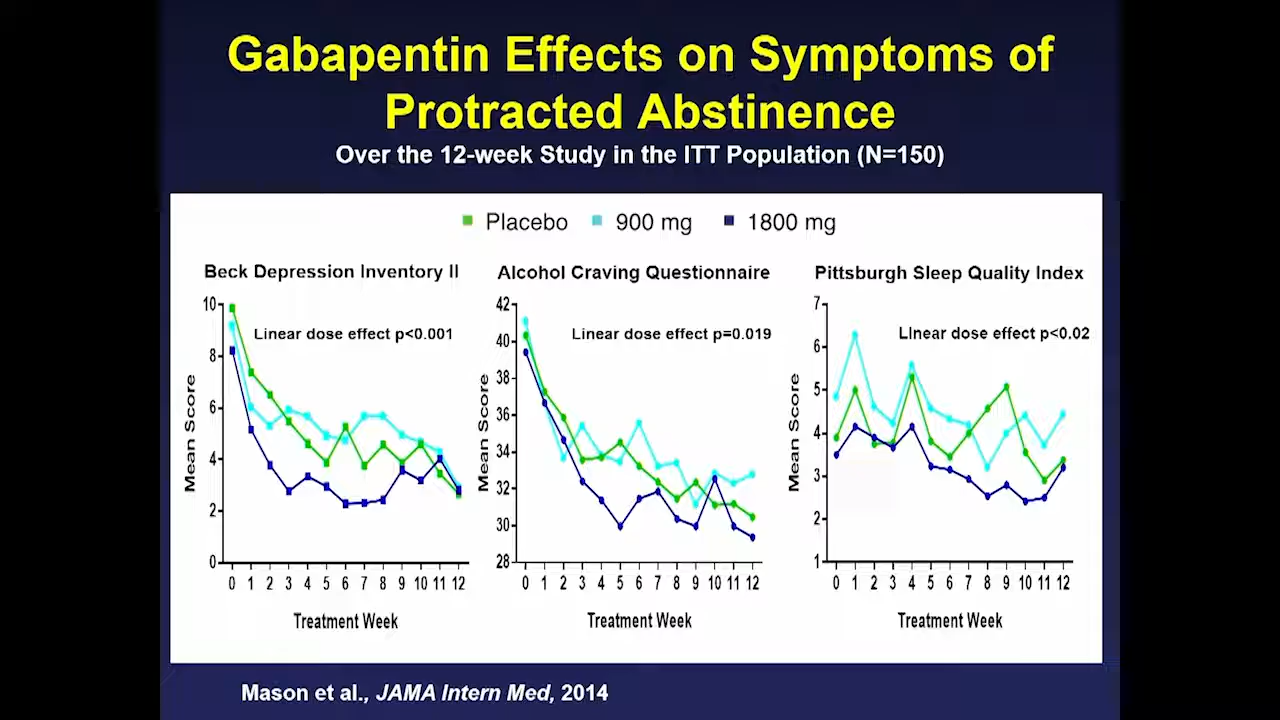 Gabapentin Effects on Symptoms of
Protracted Abstinence
Over the 12-week Study in the ITT Population (N=150)
Placebo 900 mg 1800 mg
Beck Depression Inventory II
Linear dose effect p<0.001
Mean Score
10
8
6
4
2
0
0 1 2 3 4 5 6 7 8 9 10 11 12
Treatment Week
Alcohol Craving Questionnaire
Linear dose effect p=0.019
Mean Score
42
40
38
36
34
32
30
28
0 1 2 3 4 5 6 7 8 9 10 11 12
Treatment Week
Pittsburgh Sleep Quality Index
Linear dose effect p<0.02
Mean Score
7
6
5
4
3
2
1
0 1 2 3 4 5 6 7 8 9 10 11 12
Treatment Week
Mason et al., JAMA Intern Med, 2014